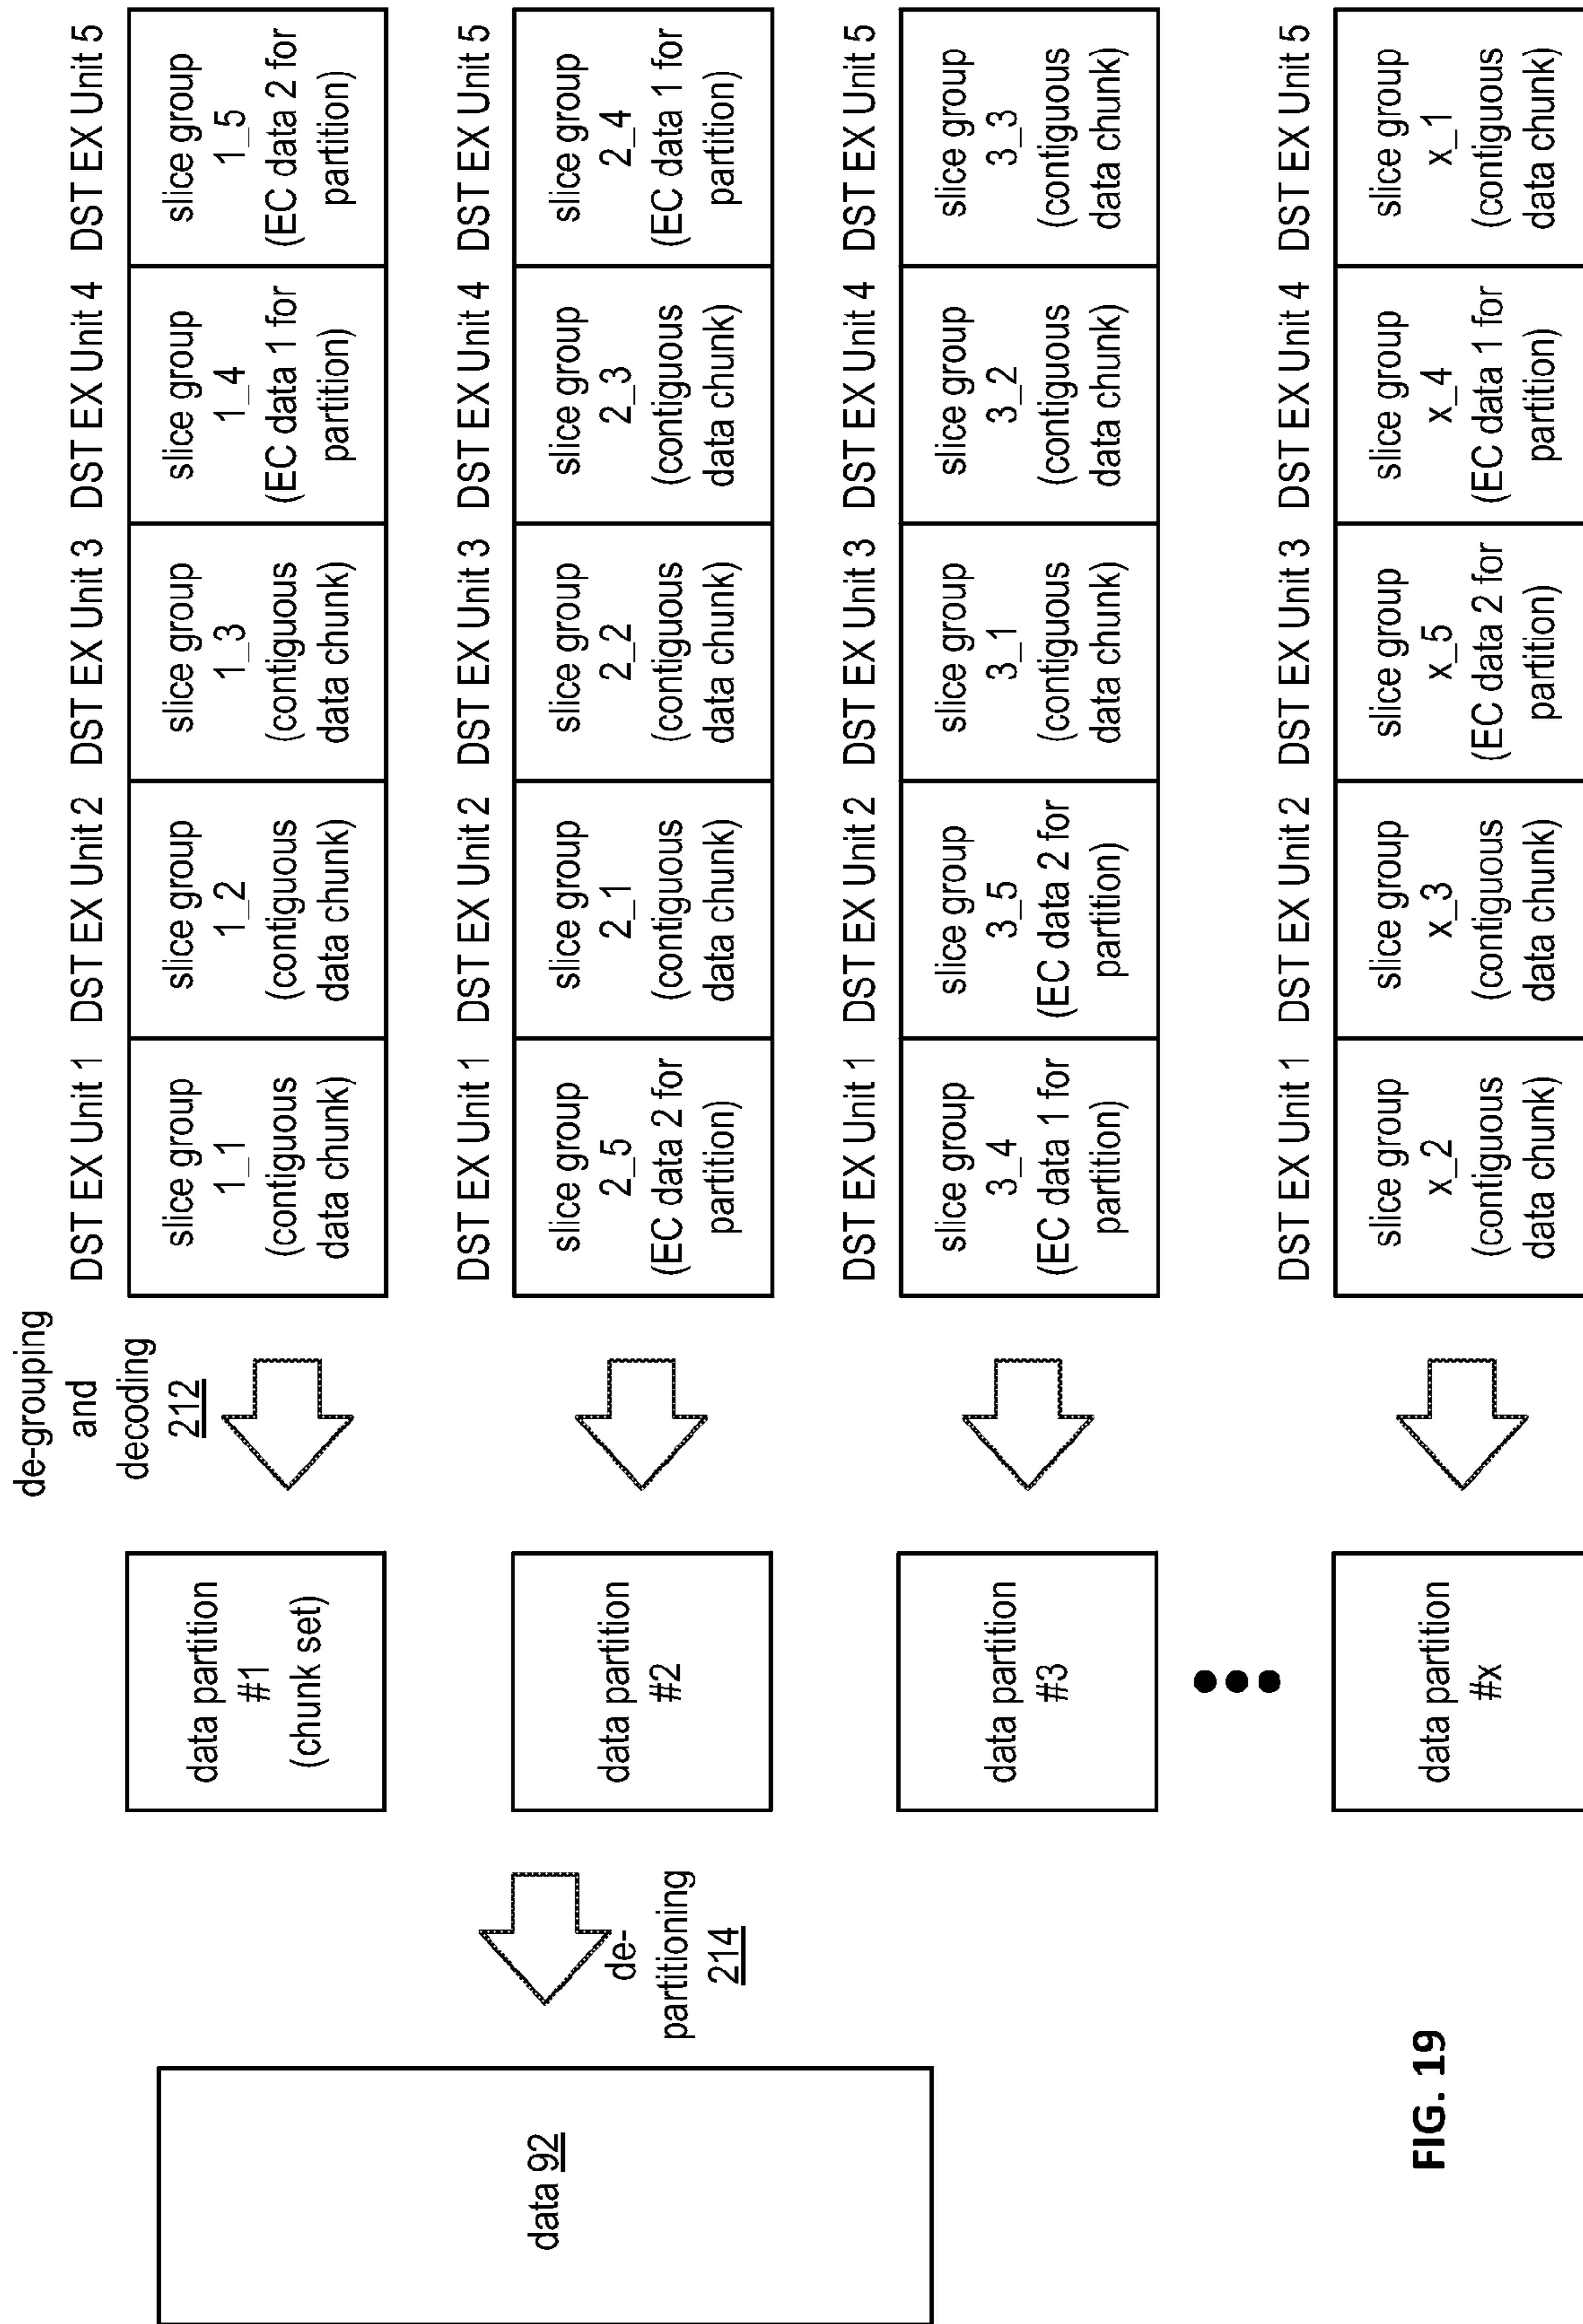 de-grouping
and
decoding
212
DST EX Unit 1 DST EX Unit 2 DST EX Unit 3 DST EX Unit 4 DST EX Unit 5
data partition
#1
(chunk set)
slice group
1_1
(contiguous
data chunk)
slice group
1_2
(contiguous
data chunk)
slice group
1_3
(contiguous
data chunk)
slice group
1_4
(EC data 1 for
partition)
slice group
1_5
(EC data 2 for
partition)
data 92
de-
partitioning
214
DST EX Unit 1 DST EX Unit 2 DST EX Unit 3 DST EX Unit 4 DST EX Unit 5
data partition
#2
slice group
2_5
(EC data 2 for
partition)
slice group
2_1
(contiguous
data chunk)
slice group
2_2
(contiguous
data chunk)
slice group
2_3
(contiguous
data chunk)
slice group
2_4
(EC data 1 for
partition)
DST EX Unit 1 DST EX Unit 2 DST EX Unit 3 DST EX Unit 4 DST EX Unit 5
data partition
#3
slice group
3_4
(EC data 1 for
partition)
slice group
3_5
(EC data 2 for
partition)
slice group
3_1
(contiguous
data chunk)
slice group
3_2
(contiguous
data chunk)
slice group
3_3
(contiguous
data chunk)
DST EX Unit 1 DST EX Unit 2 DST EX Unit 3 DST EX Unit 4 DST EX Unit 5
data partition
#x
slice group
x_2
(contiguous
data chunk)
slice group
x_3
(contiguous
data chunk)
slice group
x_5
(EC data 2 for
partition)
slice group
x_4
(EC data 1 for
partition)
slice group
x_1
(contiguous
data chunk)
FIG. 19